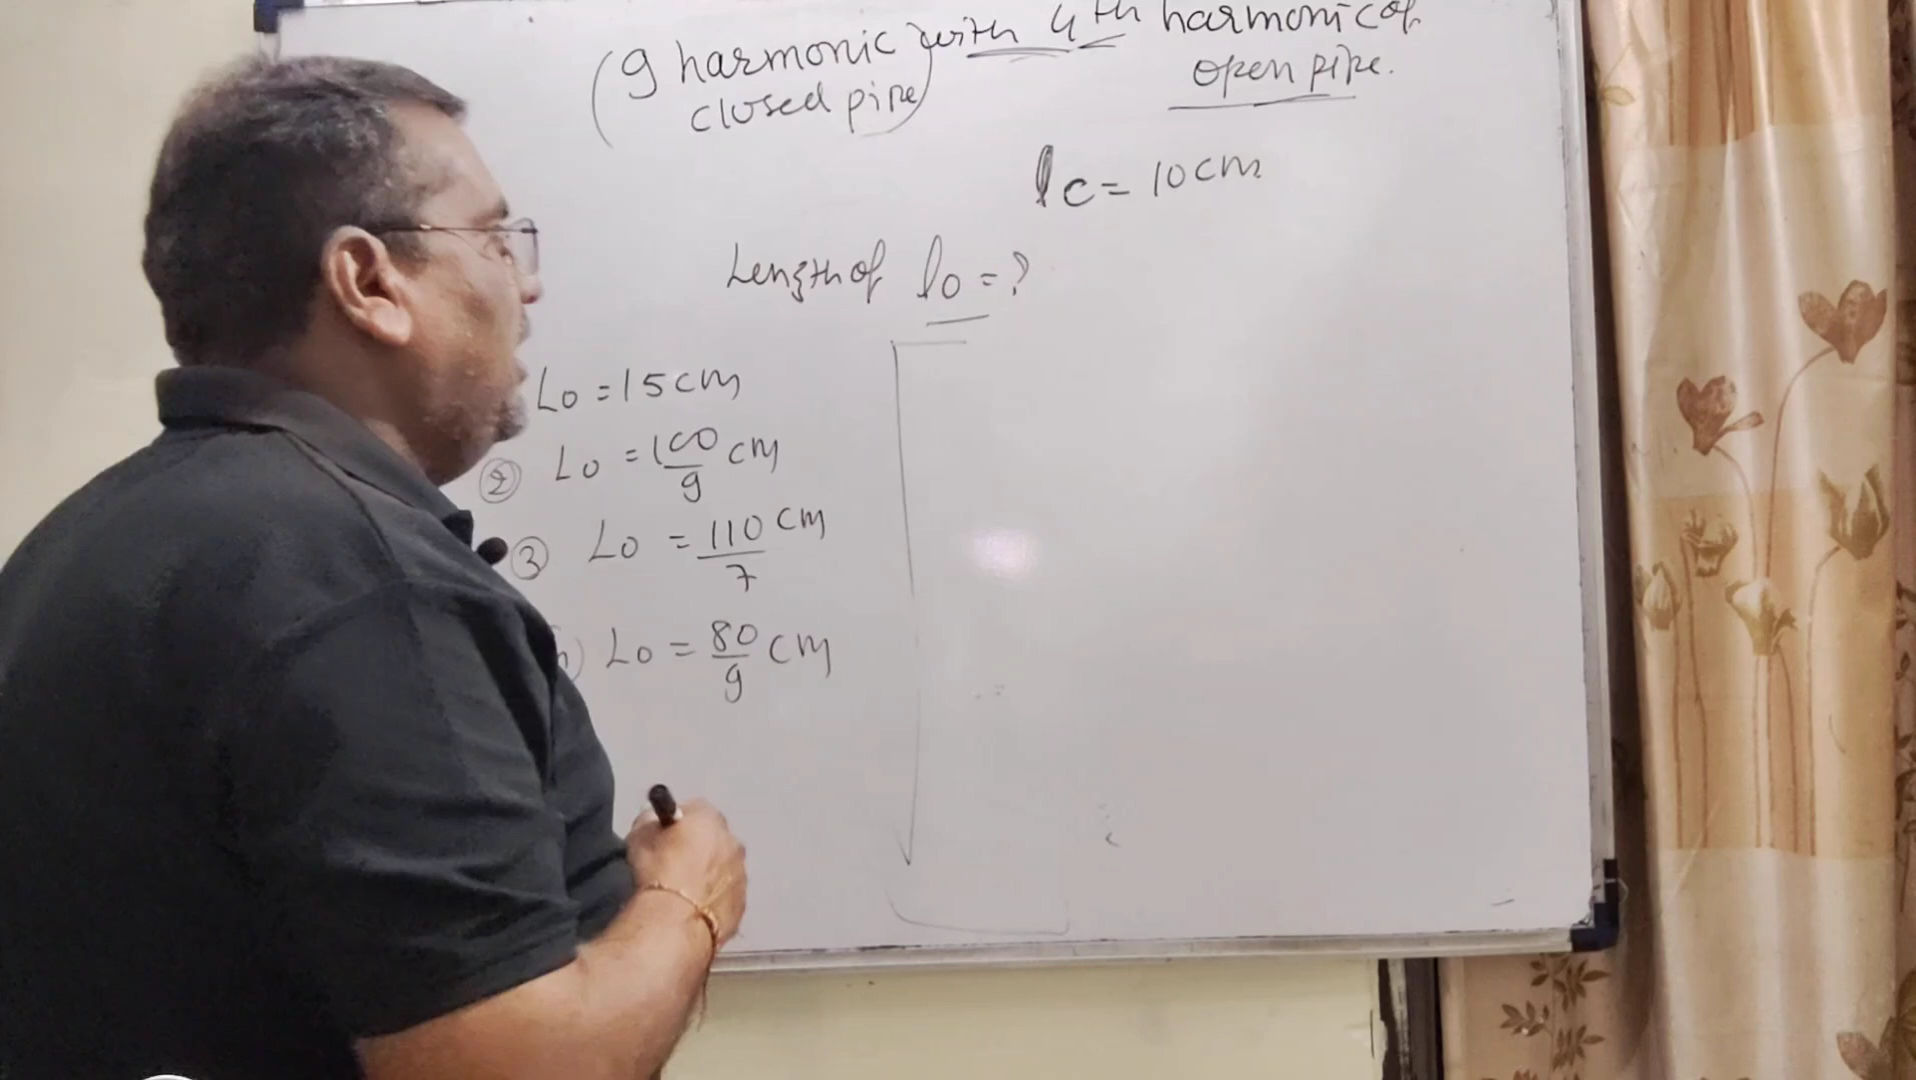 (9 harmonic with 4th harmonic of
closed pipe) open pipe.
lc = 10cm
Length of lo = ?
Lo = 15cm
② Lo = 100/9 cm
③ Lo = 110/7 cm
Lo = 80/9 cm